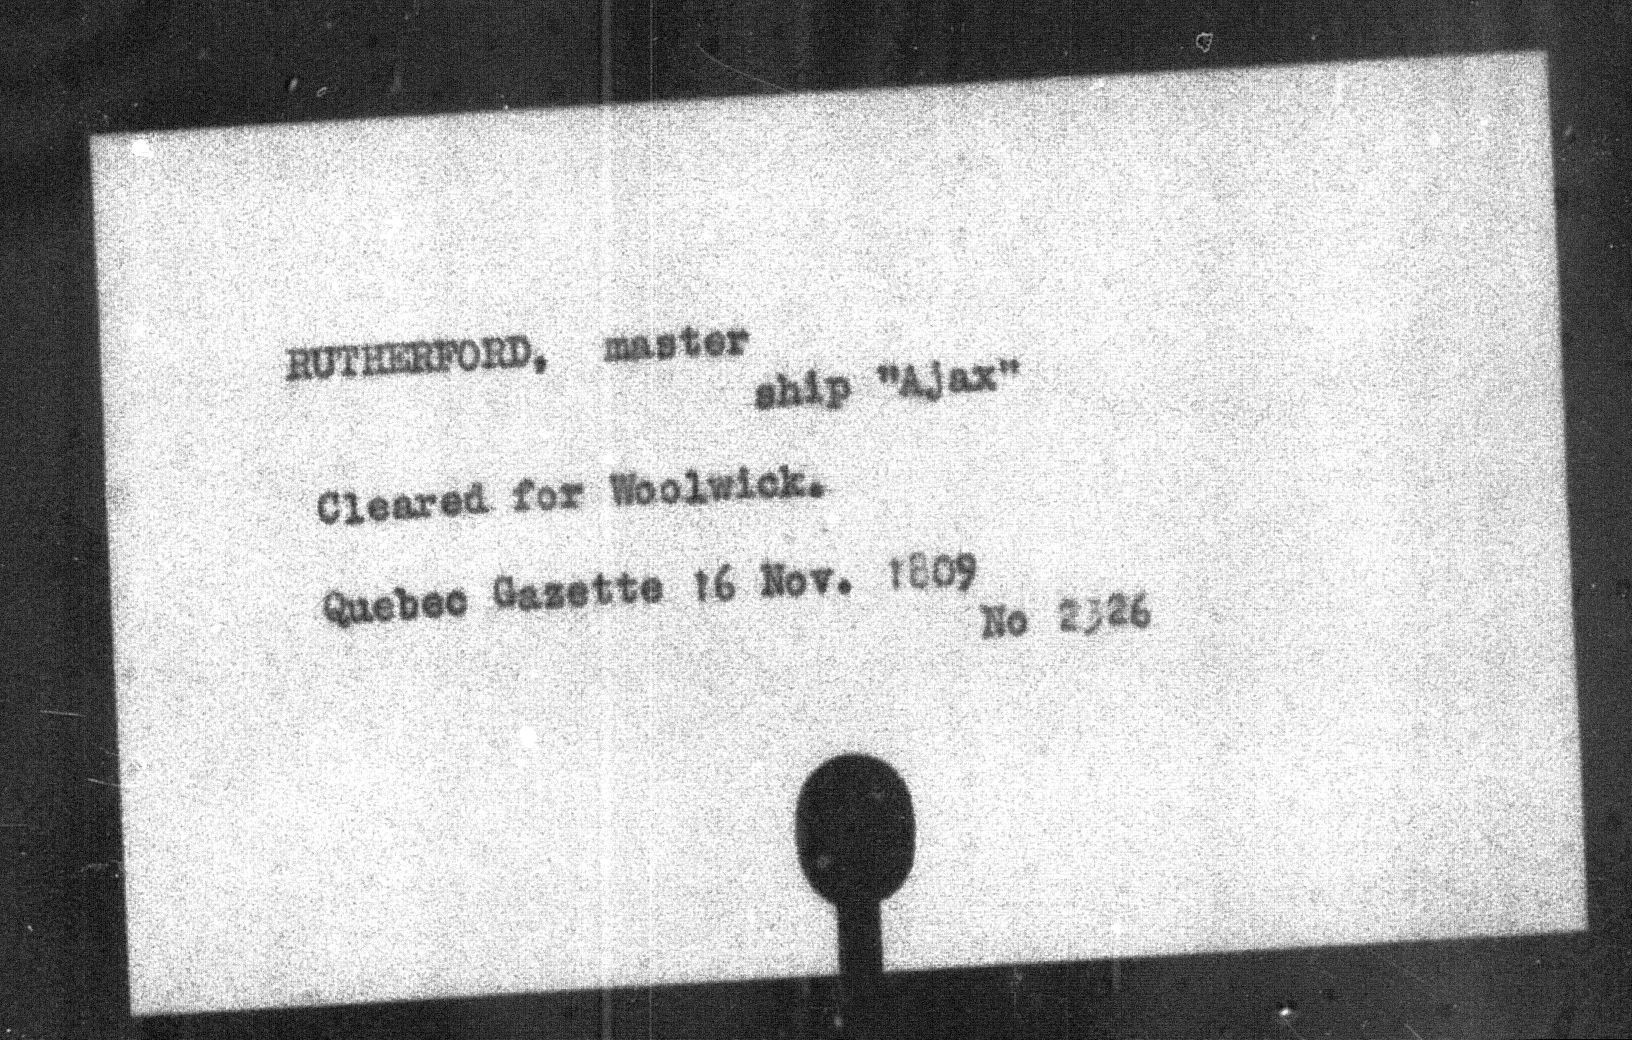 RUTHERFORD, master
ship "Ajax"
Cleared for Woolwick.
Quebec Gazette 16 Nov. 1809
No 2326